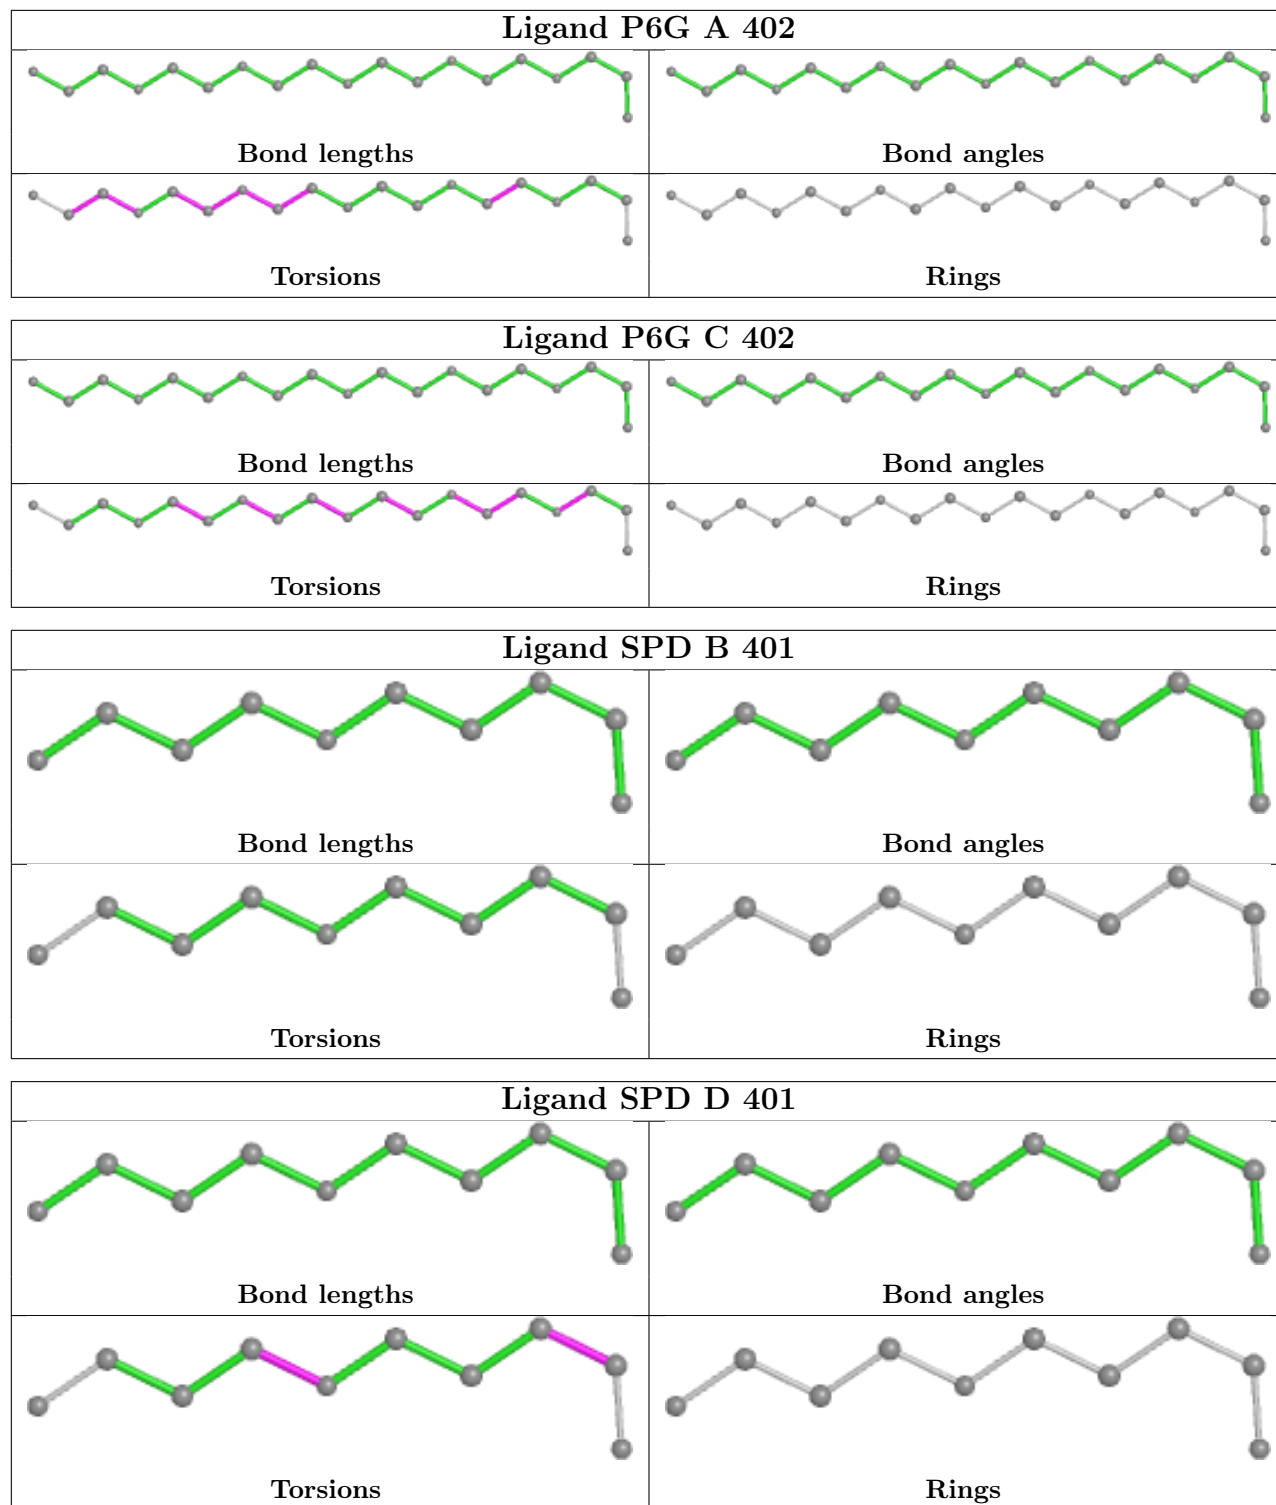 Ligand P6G A 402
Bond lengths
Bond angles
Torsions
Rings
Ligand P6G C 402
Bond lengths
Bond angles
Torsions
Rings
Ligand SPD B 401
Bond lengths
Bond angles
Torsions
Rings
Ligand SPD D 401
Bond lengths
Bond angles
Torsions
Rings